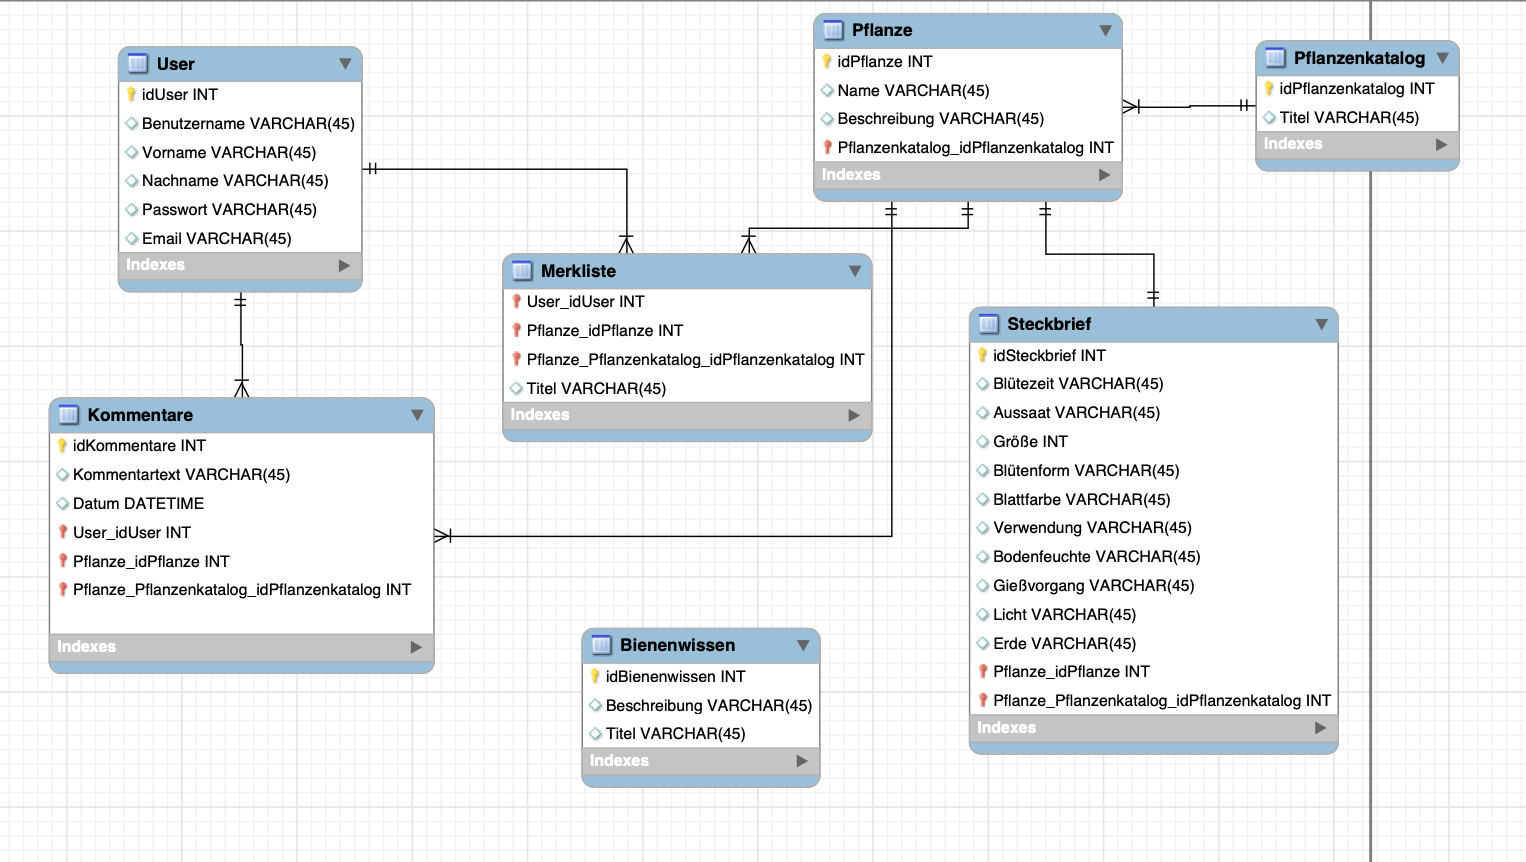 User
idUser INT
Benutzername VARCHAR(45)
Vorname VARCHAR(45)
Nachname VARCHAR(45)
Passwort VARCHAR(45)
Email VARCHAR(45)
Indexes
Pflanze
idPflanze INT
Name VARCHAR(45)
Beschreibung VARCHAR(45)
Pflanzenkatalog_idPflanzenkatalog INT
Indexes
Pflanzenkatalog
idPflanzenkatalog INT
Titel VARCHAR(45)
Indexes
Merkliste
User_idUser INT
Pflanze_idPflanze INT
Pflanze_Pflanzenkatalog_idPflanzenkatalog INT
Titel VARCHAR(45)
Indexes
Steckbrief
idSteckbrief INT
Blütezeit VARCHAR(45)
Aussaat VARCHAR(45)
Größe INT
Blütenform VARCHAR(45)
Blattfarbe VARCHAR(45)
Verwendung VARCHAR(45)
Bodenfeuchte VARCHAR(45)
Gießvorgang VARCHAR(45)
Licht VARCHAR(45)
Erde VARCHAR(45)
Pflanze_idPflanze INT
Pflanze_Pflanzenkatalog_idPflanzenkatalog INT
Indexes
Kommentare
idKommentare INT
Kommentartext VARCHAR(45)
Datum DATETIME
User_idUser INT
Pflanze_idPflanze INT
Pflanze_Pflanzenkatalog_idPflanzenkatalog INT
Indexes
Bienenwissen
idBienenwissen INT
Beschreibung VARCHAR(45)
Titel VARCHAR(45)
Indexes